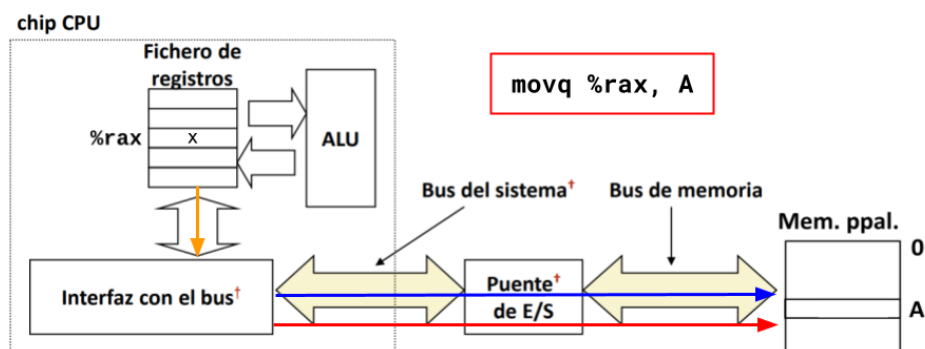 chip CPU
Fichero de
registros
%rax
x
ALU
movq %rax, A
Bus del sistema†
Bus de memoria
Mem. ppal.
0
A
Interfaz con el bus†
Puente†
de E/S